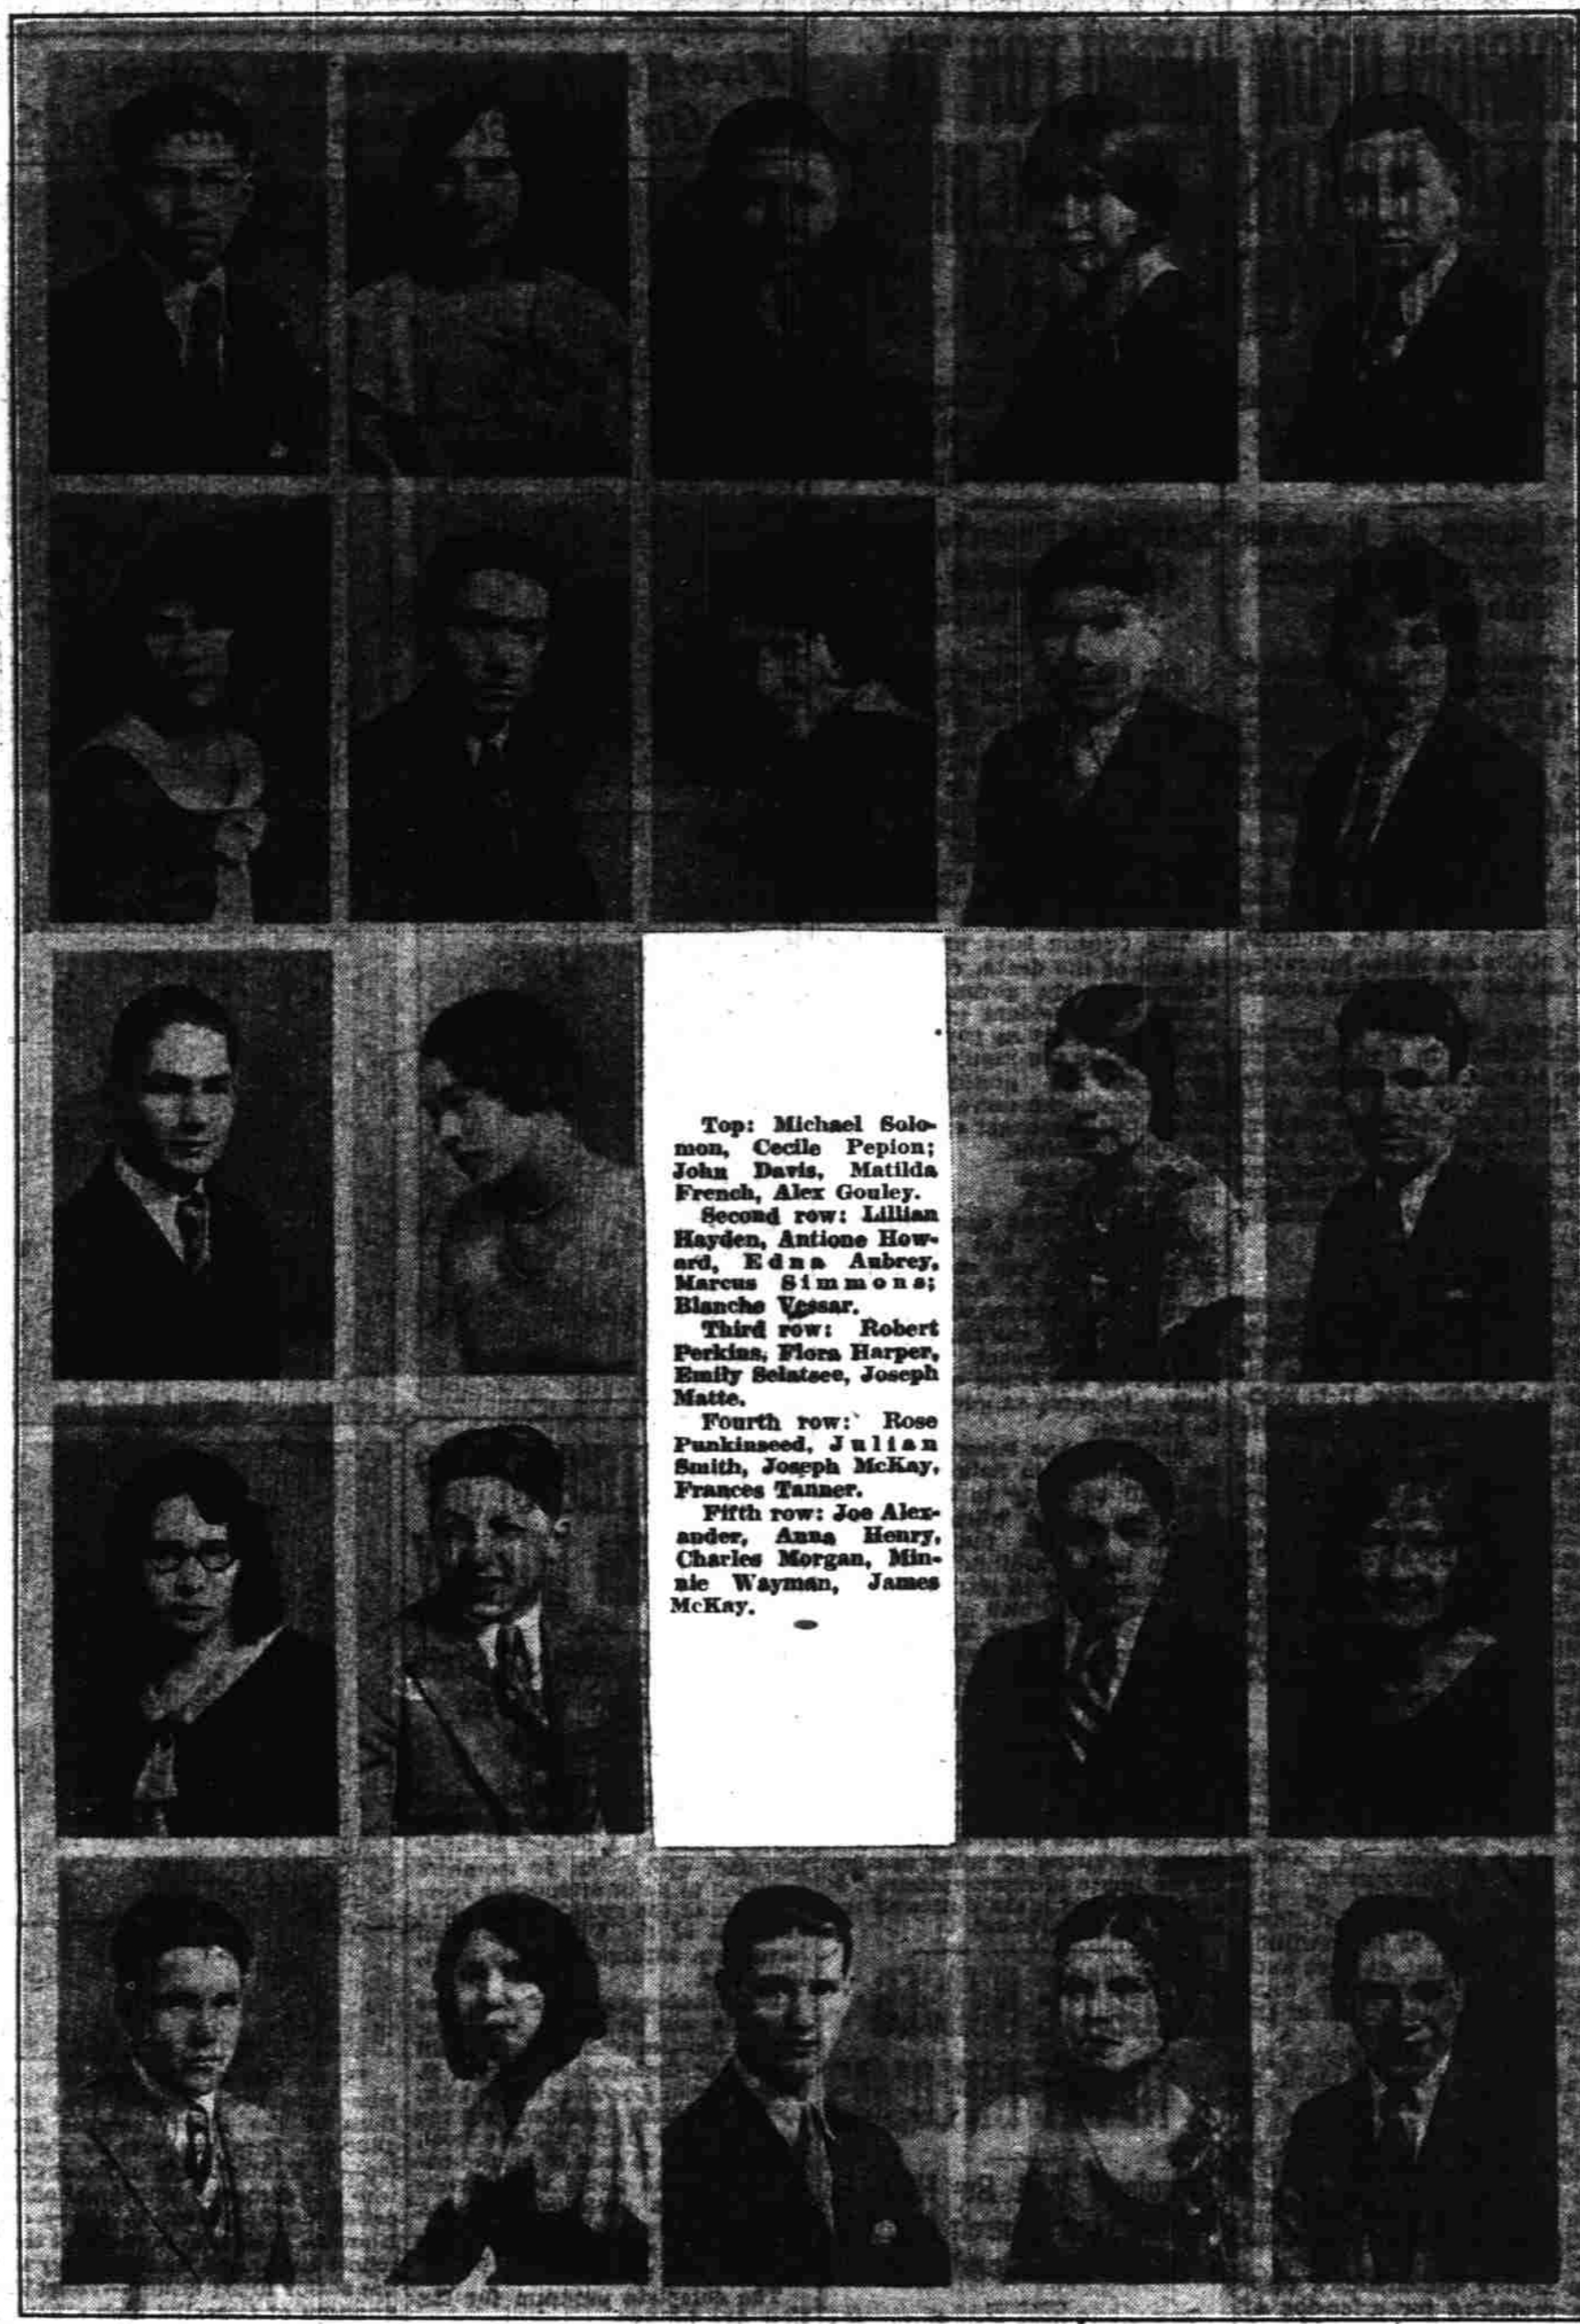 Top: Michael Solo-
mon, Cecile Pepion;
John Davis, Matilda
French, Alex Gouley.
Second row: Lillian
Hayden, Antione How-
ard, Edna Aubrey,
Marcus Simmons;
Blanche Vessar.
Third row: Robert
Perkins, Flora Harper,
Emily Selatsee, Joseph
Matte.
Fourth row: Rose
Punkinseed, Julian
Smith, Joseph McKay,
Frances Tanner.
Fifth row: Joe Alex-
ander, Anna Henry,
Charles Morgan, Min-
nie Wayman, James
McKay.